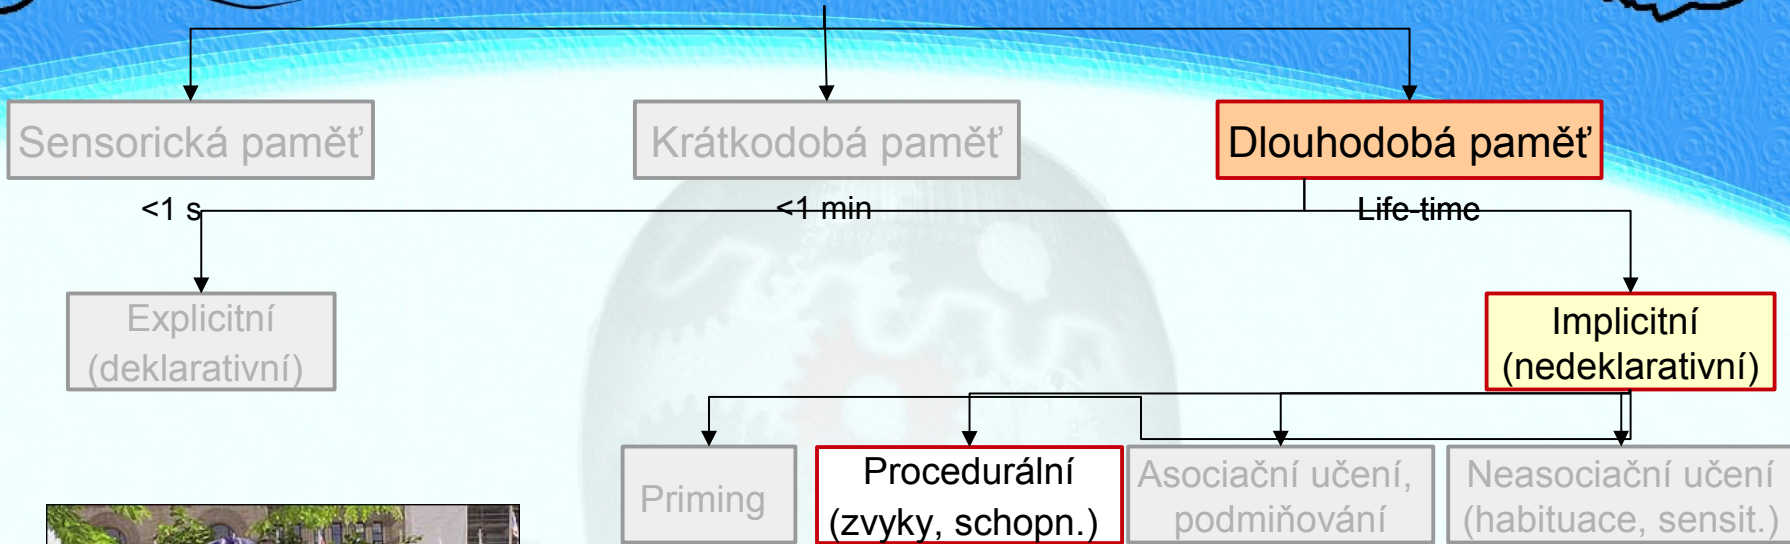 Sensorická paměť
Krátkodobá paměť
Dlouhodobá paměť
<1 s
<1 min
Life-time
Explicitní
(deklarativní)
Implicitní
(nedeklarativní)
Priming
Procedurální
(zvyky, schopn.)
Asociační učení,
podmiňování
Neasociační učení
(habituace, sensit.)